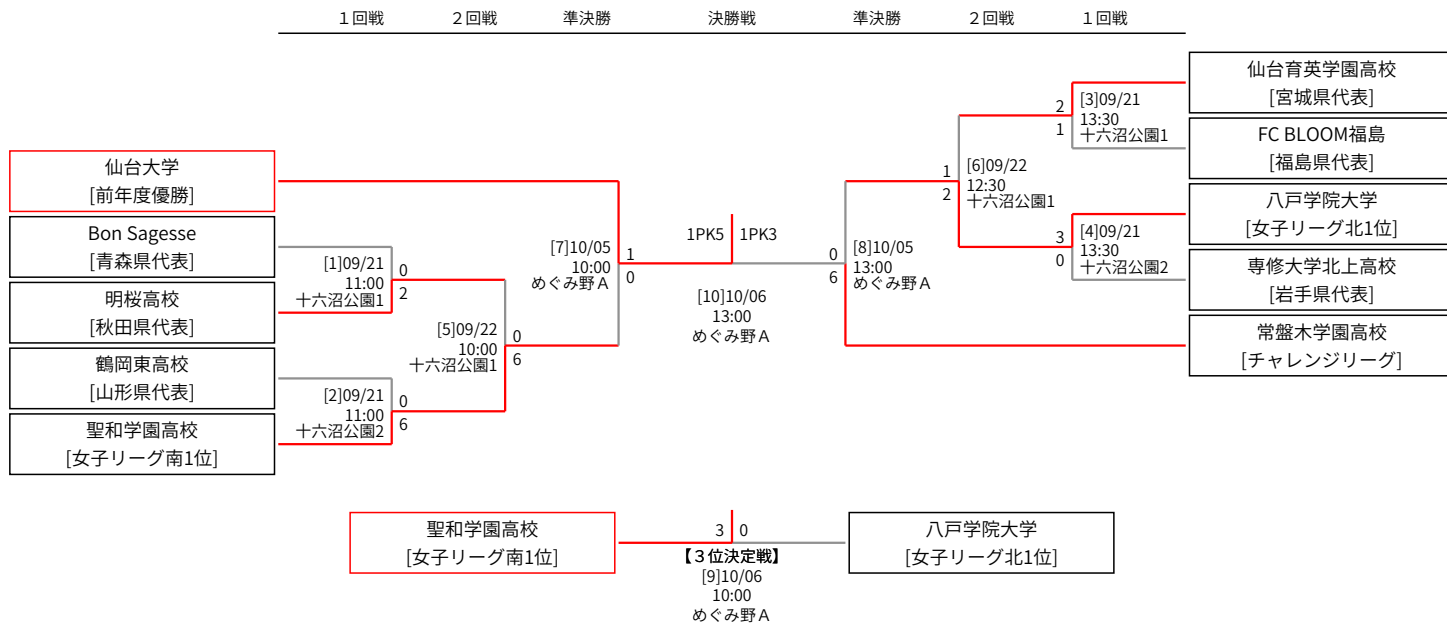 １回戦 ２回戦 準決勝 決勝戦 準決勝 ２回戦 １回戦
仙台大学
[前年度優勝]
Bon Sagesse
[青森県代表]
明桜高校
[秋田県代表]
鶴岡東高校
[山形県代表]
聖和学園高校
[女子リーグ南1位]
[1]09/21
11:00
十六沼公園1
0
2
[2]09/21
11:00
十六沼公園2
0
6
[5]09/22
10:00
十六沼公園1
0
6
[7]10/05
10:00
めぐみ野Ａ
1
0
1PK5 1PK3
[10]10/06
13:00
めぐみ野Ａ
0
6
[8]10/05
13:00
めぐみ野Ａ
1
2
[6]09/22
12:30
十六沼公園1
2
1
[3]09/21
13:30
十六沼公園1
3
0
[4]09/21
13:30
十六沼公園2
仙台育英学園高校
[宮城県代表]
FC BLOOM福島
[福島県代表]
八戸学院大学
[女子リーグ北1位]
専修大学北上高校
[岩手県代表]
常盤木学園高校
[チャレンジリーグ]
聖和学園高校
[女子リーグ南1位]
3 0
【３位決定戦】
[9]10/06
10:00
めぐみ野Ａ
八戸学院大学
[女子リーグ北1位]